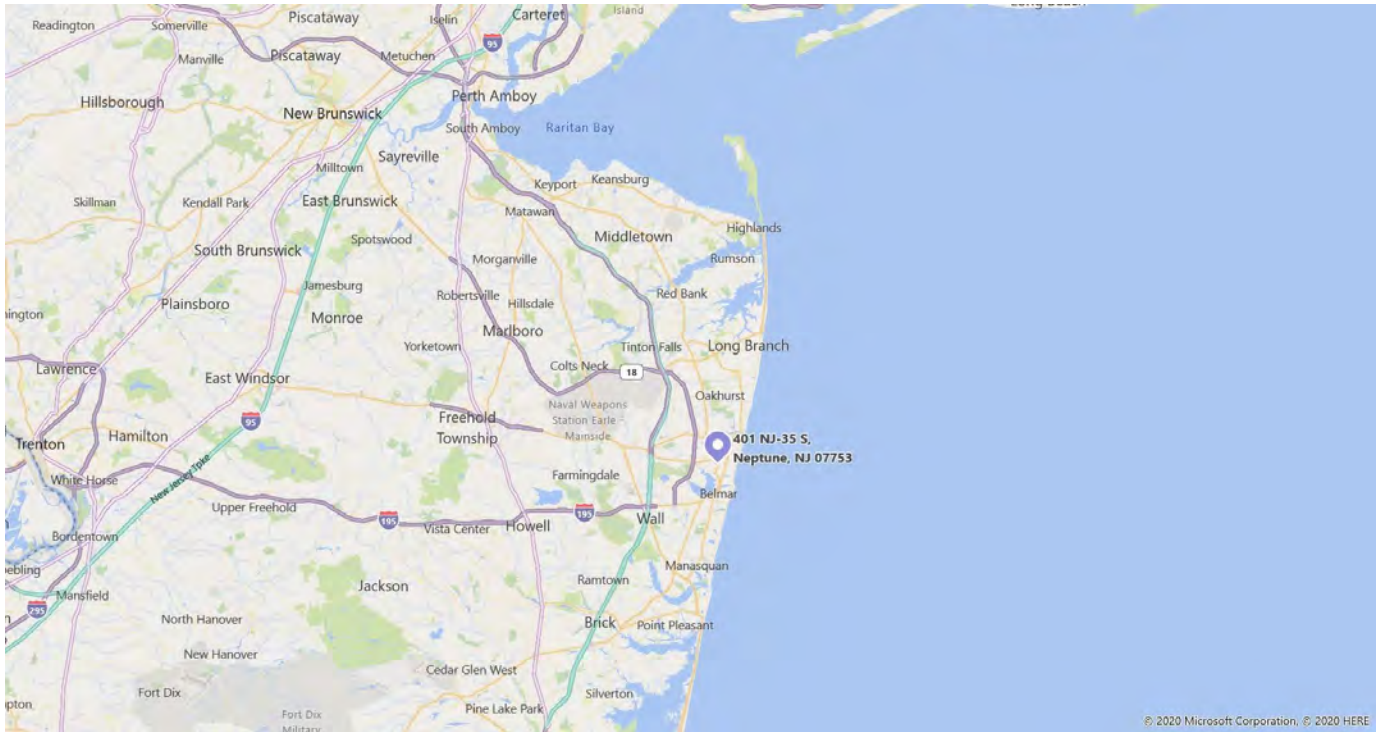 Piscataway
Iselin
Carteret
Island
Readington
Somerville
95
Manville
Piscataway
Metuchen
Hillsborough
Perth Amboy
New Brunswick
South Amboy
Raritan Bay
Sayreville
Milltown
Keyport
Keansburg
Skillman
Kendall Park
East Brunswick
Matawan
Spotswood
Middletown
Highlands
South Brunswick
Morganville
Rumson
Jamesburg
Robertsville
Hillsdale
Red Bank
Plainsboro
Monroe
Marlboro
Yorketown
Tinton Falls
Long Branch
Lawrence
Colts Neck
18
East Windsor
Oakhurst
Naval Weapons
Station Earle -
Mainside
95
Freehold
Township
Trenton
Hamilton
401 NJ-35 S,
Neptune, NJ 07753
White Horse
New Jersey Tpke
Farmingdale
Belmar
Upper Freehold
195
Vista Center
Howell
195
Wall
Bordentown
Manasquan
Jackson
Ramtown
Mansfield
295
North Hanover
Brick
Point Pleasant
New Hanover
Cedar Glen West
Fort Dix
Silverton
Pine Lake Park
Fort Dix
Military
© 2020 Microsoft Corporation, © 2020 HERE